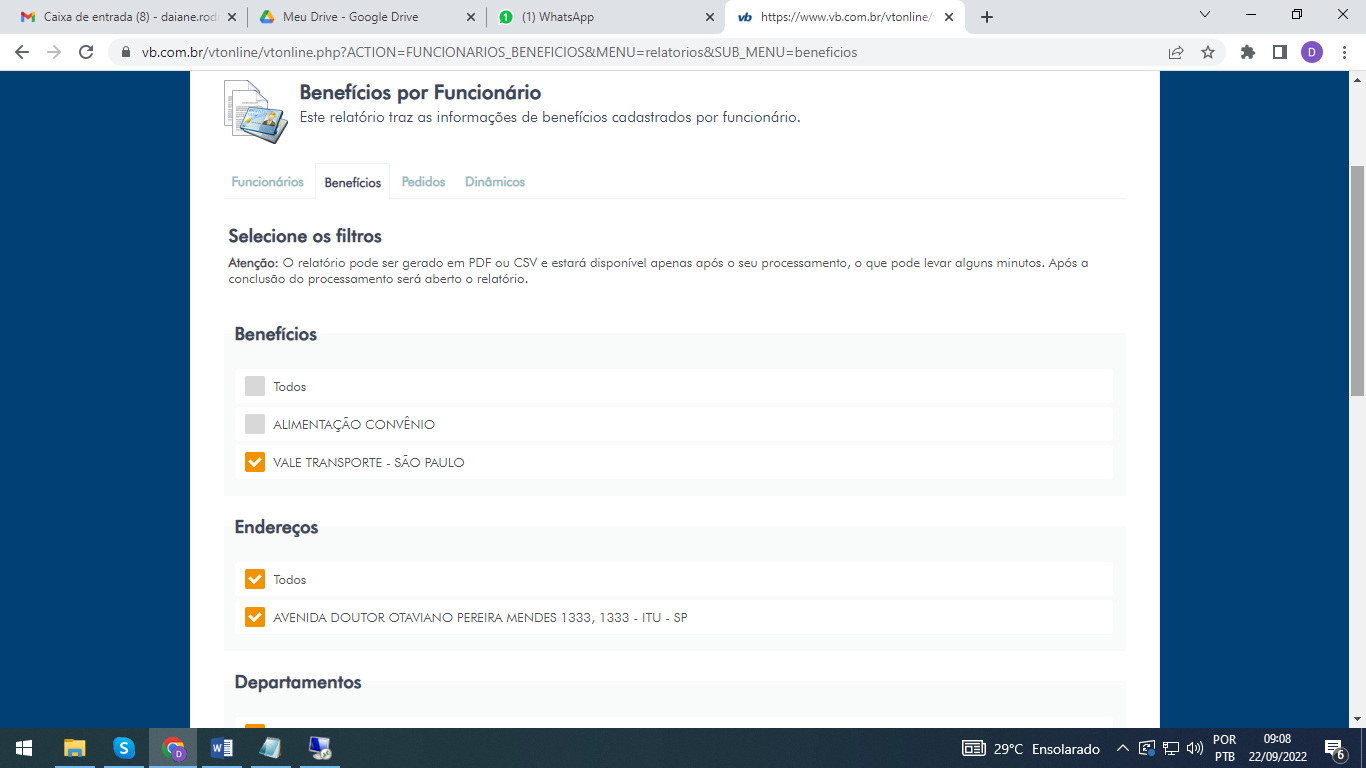 Caixa de entrada (8) - daiane.rod
Meu Drive - Google Drive
1
(1) WhatsApp
vb
https://www.vb.com.br/vtonline/
vb.com.br/vtonline/vtonline.php?ACTION=FUNCIONARIOS_BENEFICIOS&MENU=relatorios&SUB_MENU=beneficios
D
Benefícios por Funcionário
Este relatório traz as informações de benefícios cadastrados por funcionário.
Funcionários
Benefícios
Pedidos
Dinâmicos
Selecione os filtros
Atenção: O relatório pode ser gerado em PDF ou CSV e estará disponível apenas após o seu processamento, o que pode levar alguns minutos. Após a
conclusão do processamento será aberto o relatório.
Benefícios
Todos
ALIMENTAÇÃO CONVÊNIO
VALE TRANSPORTE - SÃO PAULO
Endereços
Todos
AVENIDA DOUTOR OTAVIANO PEREIRA MENDES 1333, 1333 - ITU - SP
Departamentos
S
D
W
29°C Ensolarado
POR
PTB
09:08
22/09/2022
6